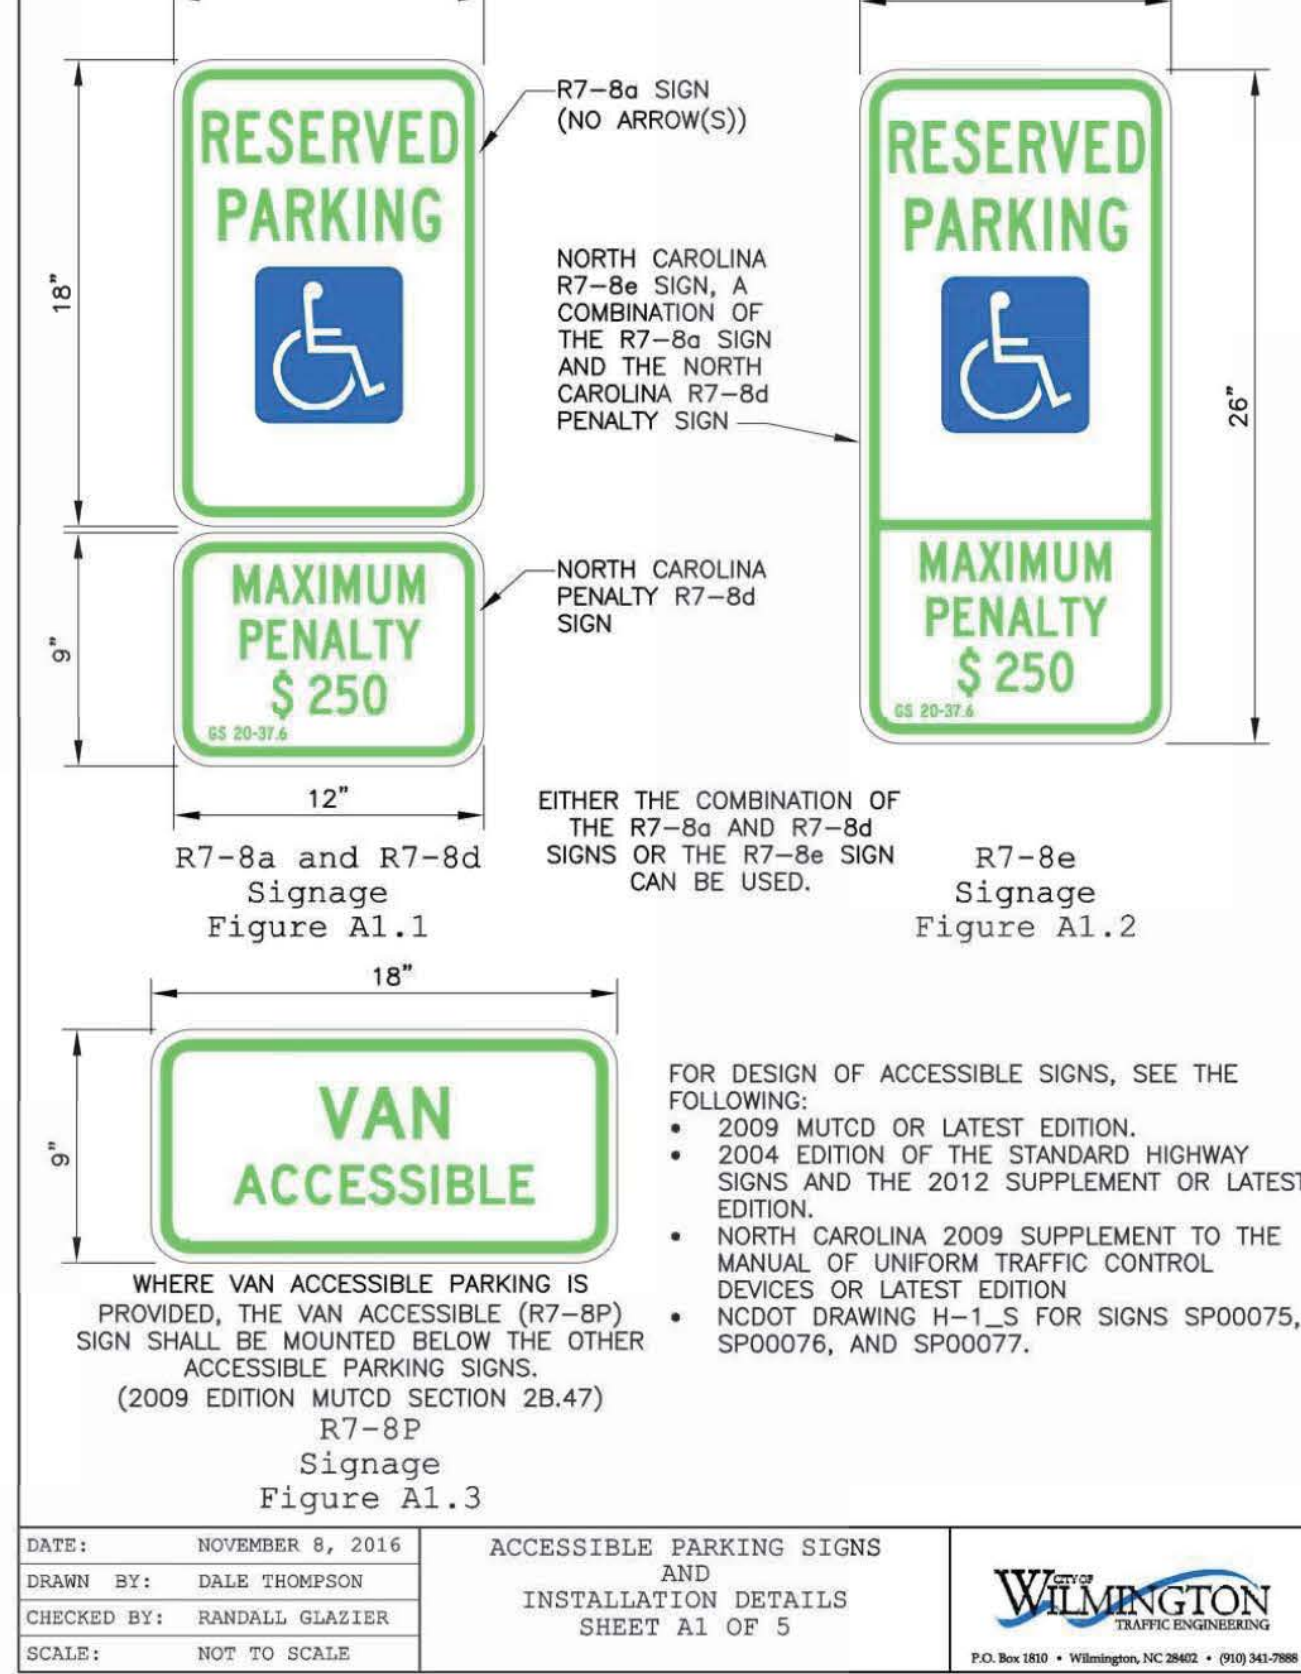 RESERVED
PARKING
18"
MAXIMUM
PENALTY
$ 250
GS 20-37.6
9"
12"
R7-8a and R7-8d
Signage
Figure A1.1
R7-8a SIGN
(NO ARROW(S))
NORTH CAROLINA
R7-8e SIGN, A
COMBINATION OF
THE R7-8a SIGN
AND THE NORTH
CAROLINA R7-8d
PENALTY SIGN
NORTH CAROLINA
PENALTY R7-8d
SIGN
EITHER THE COMBINATION OF
THE R7-8a AND R7-8d
SIGNS OR THE R7-8e SIGN
CAN BE USED.
RESERVED
PARKING
26"
MAXIMUM
PENALTY
$ 250
GS 20-37.6
R7-8e
Signage
Figure A1.2
18"
9"
VAN
ACCESSIBLE
WHERE VAN ACCESSIBLE PARKING IS
PROVIDED, THE VAN ACCESSIBLE (R7-8P)
SIGN SHALL BE MOUNTED BELOW THE OTHER
ACCESSIBLE PARKING SIGNS.
(2009 EDITION MUTCD SECTION 2B.47)
R7-8P
Signage
Figure A1.3
FOR DESIGN OF ACCESSIBLE SIGNS, SEE THE
FOLLOWING:
• 2009 MUTCD OR LATEST EDITION.
• 2004 EDITION OF THE STANDARD HIGHWAY
SIGNS AND THE 2012 SUPPLEMENT OR LATEST
EDITION.
• NORTH CAROLINA 2009 SUPPLEMENT TO THE
MANUAL OF UNIFORM TRAFFIC CONTROL
DEVICES OR LATEST EDITION
• NCDOT DRAWING H-1_S FOR SIGNS SP00075,
SP00076, AND SP00077.
DATE: NOVEMBER 8, 2016
DRAWN BY: DALE THOMPSON
CHECKED BY: RANDALL GLAZIER
SCALE: NOT TO SCALE
ACCESSIBLE PARKING SIGNS
AND
INSTALLATION DETAILS
SHEET A1 OF 5
CITY OF
WILMINGTON
TRAFFIC ENGINEERING
P.O. Box 1810 • Wilmington, NC 28402 • (910) 341-7888